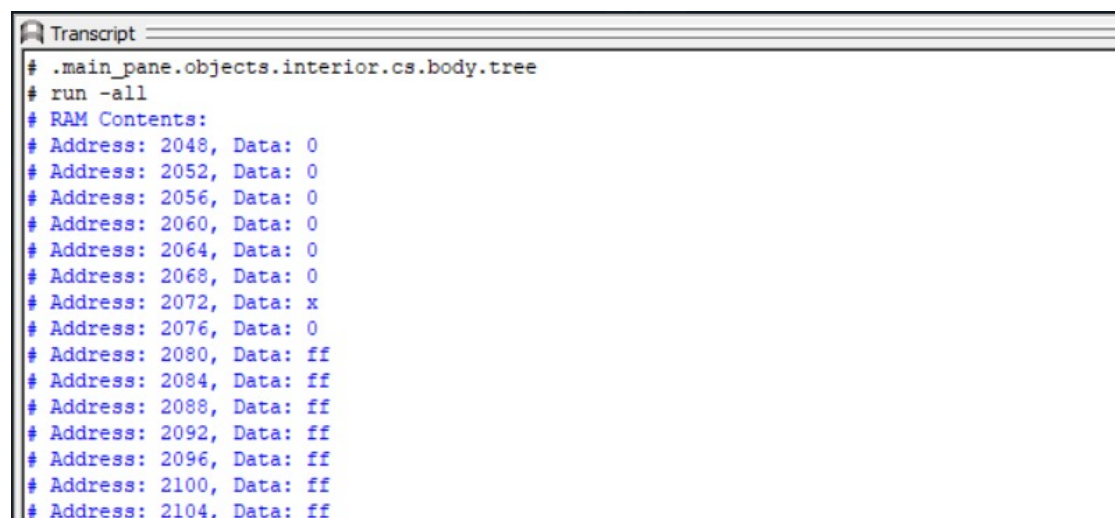 Transcript
# .main_pane.objects.interior.cs.body.tree
# run -all
# RAM Contents:
# Address: 2048, Data: 0
# Address: 2052, Data: 0
# Address: 2056, Data: 0
# Address: 2060, Data: 0
# Address: 2064, Data: 0
# Address: 2068, Data: 0
# Address: 2072, Data: x
# Address: 2076, Data: 0
# Address: 2080, Data: ff
# Address: 2084, Data: ff
# Address: 2088, Data: ff
# Address: 2092, Data: ff
# Address: 2096, Data: ff
# Address: 2100, Data: ff
# Address: 2104, Data: ff